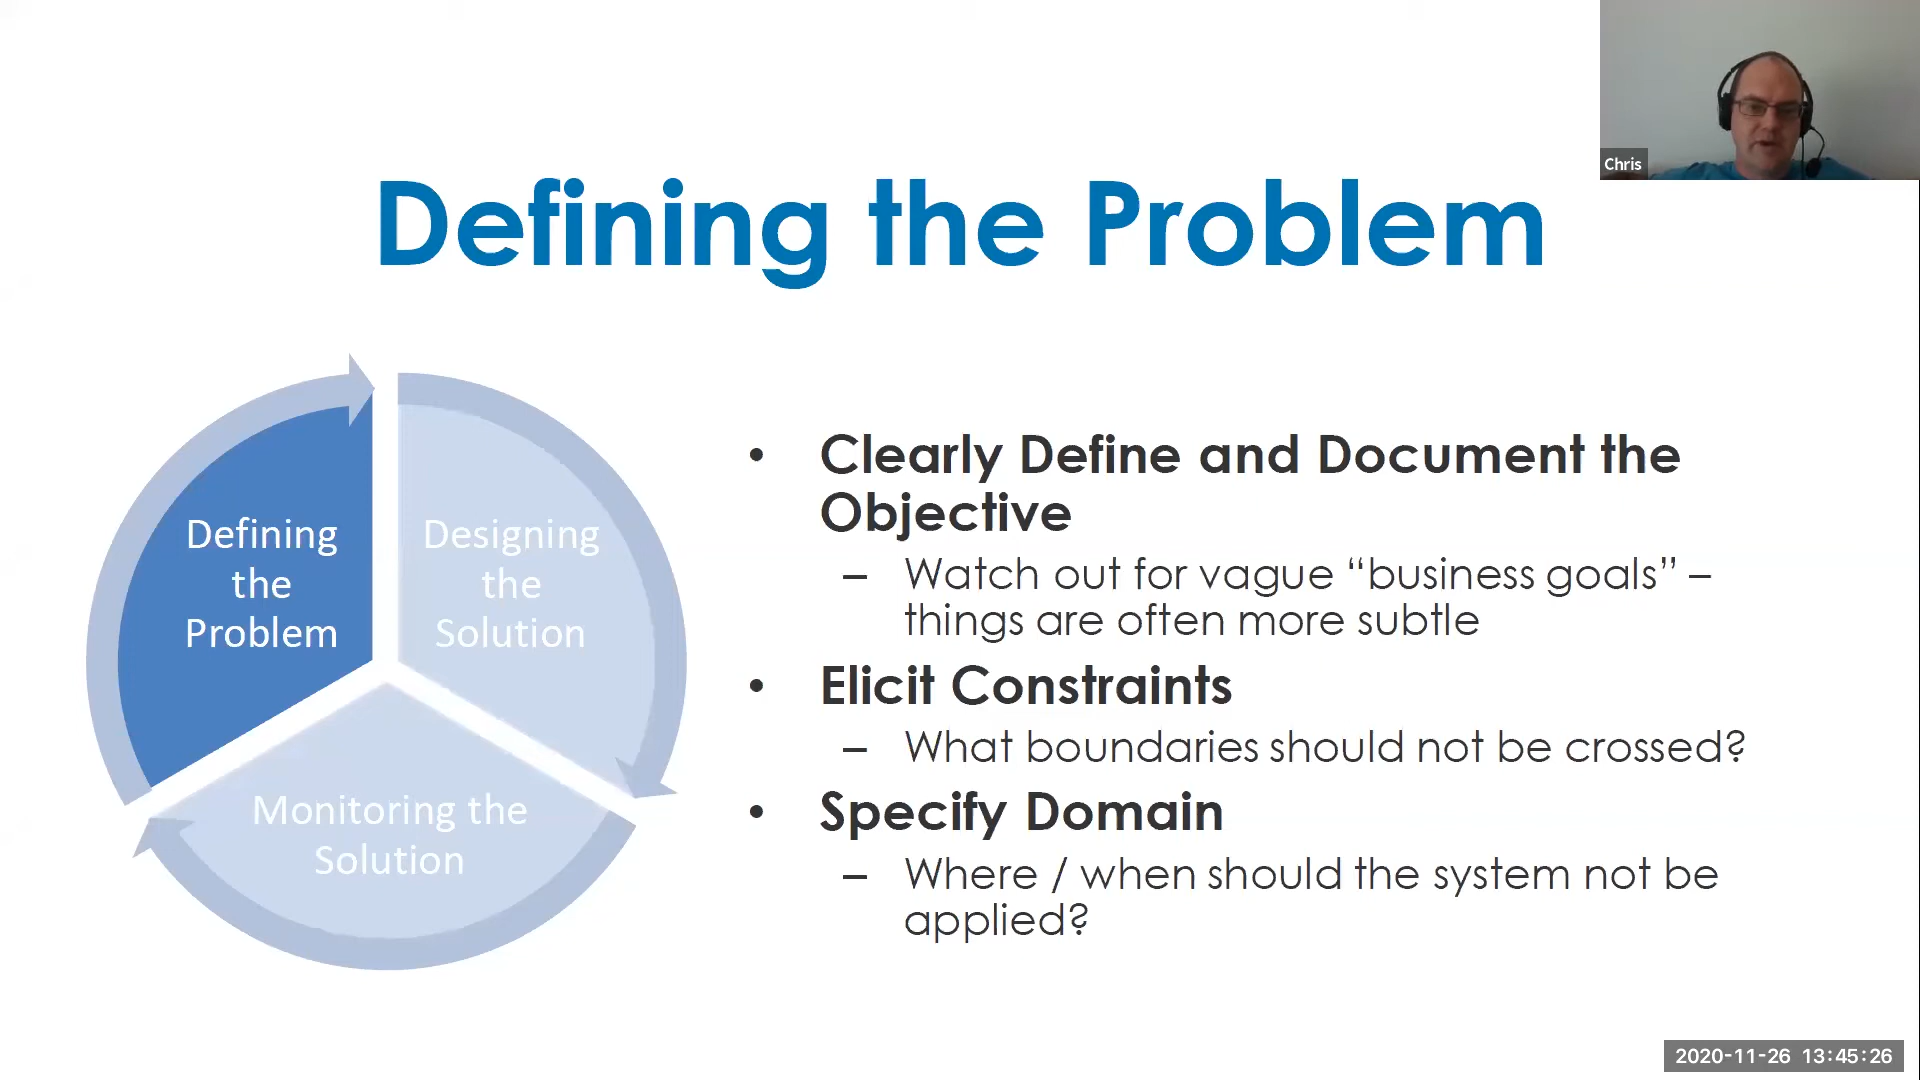 Chris
Defining the Problem
Defining
the
Problem
Designing
the
Solution
Monitoring the
Solution
• Clearly Define and Document the
Objective
– Watch out for vague “business goals” –
things are often more subtle
• Elicit Constraints
– What boundaries should not be crossed?
• Specify Domain
– Where / when should the system not be
applied?
2020-11-26 13:45:26